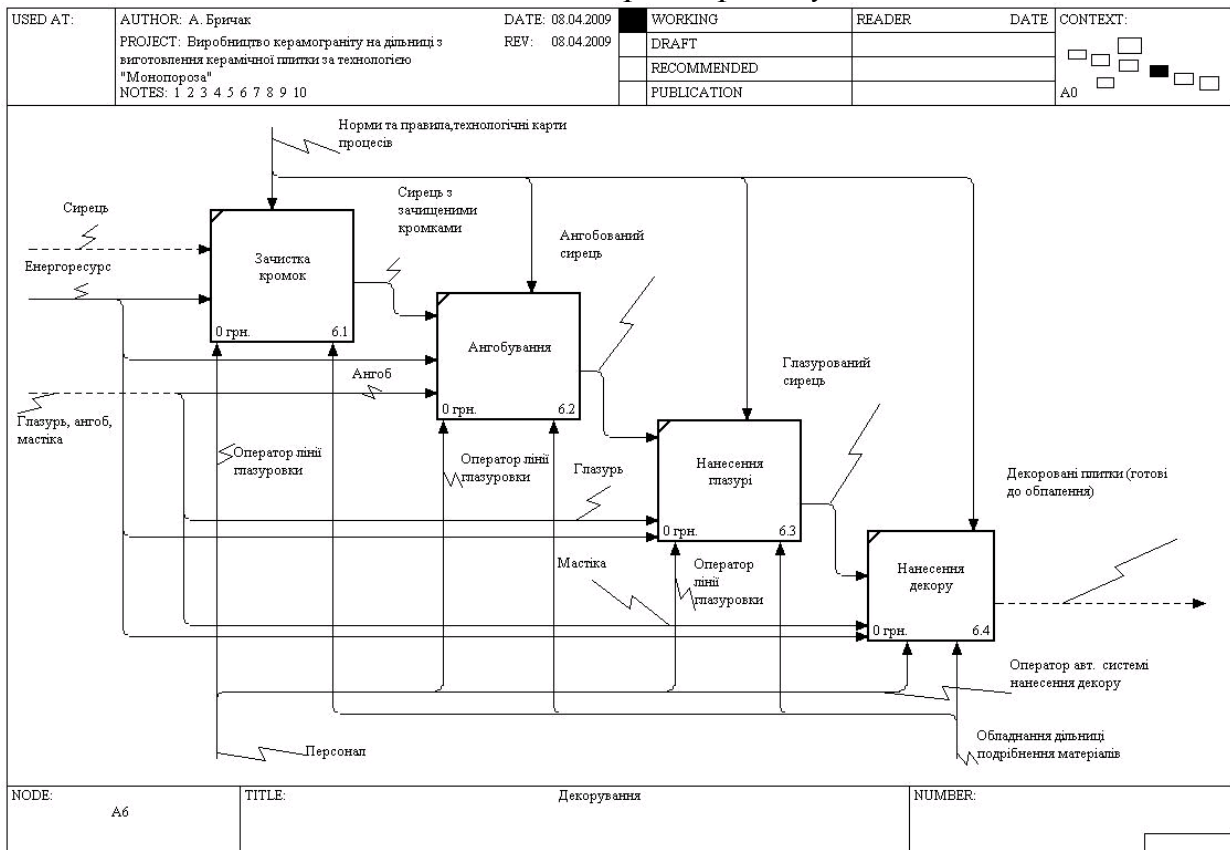 USED AT:
AUTHOR: А. Бричак
DATE: 08.04.2009
PROJECT: Виробництво керамограніту на дільниці з
виготовлення керамічної плитки за технологією
"Монопороза"
REV: 08.04.2009
NOTES: 1 2 3 4 5 6 7 8 9 10
WORKING
DRAFT
RECOMMENDED
PUBLICATION
READER
DATE
CONTEXT:
A0
Норми та правила,технологічні карти
процесів
Сирець
Енергоресурс
Сирець з
зачищеними
кромками
Зачистка
кромок
0 грн.
6.1
Ангобований
сирець
Ангобування
0 грн.
6.2
Ангоб
Глазурь, ангоб,
мастіка
Оператор лінії
глазуровки
Оператор лінії
глазуровки
Глазурований
сирець
Глазурь
Нанесення
глазурі
0 грн.
6.3
Декоровані плитки (готові
до обпалення)
Мастіка
Оператор
лінії
глазуровки
Нанесення
декору
0 грн.
6.4
Оператор авт. системі
нанесення декору
Персонал
Обладнання дільниці
подрібнення матеріалів
NODE:
A6
TITLE:
Декорування
NUMBER: